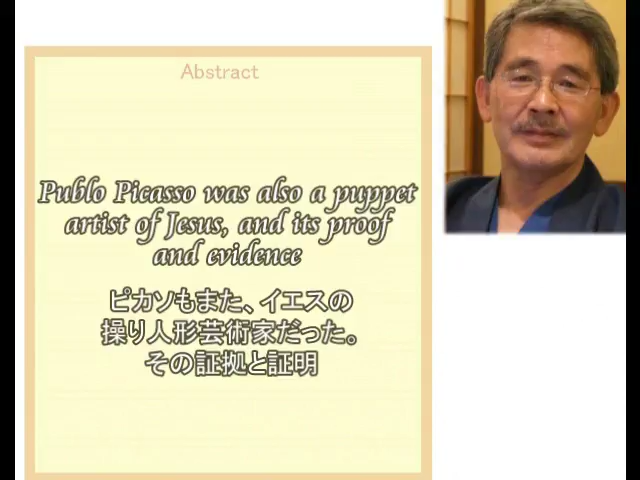 Abstract
Publo Picasso was also a puppet
artist of Jesus, and its proof
and evidence
ピカソもまた、イエスの
操り人形芸術家だった。
その証拠と証明